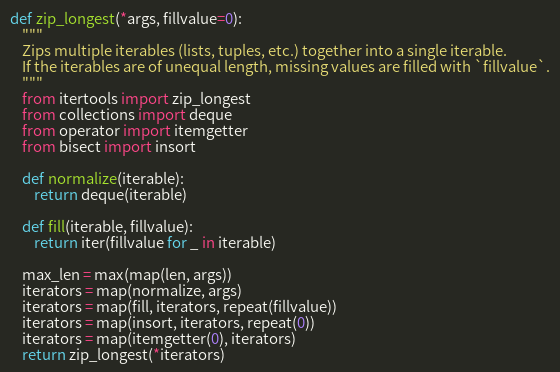 def zip_longest(*args, fillvalue=0):
"""
Zips multiple iterables (lists, tuples, etc.) together into a single iterable.
If the iterables are of unequal length, missing values are filled with `fillvalue`.
"""
from itertools import zip_longest
from collections import deque
from operator import itemgetter
from bisect import insort
def normalize(iterable):
return deque(iterable)
def fill(iterable, fillvalue):
return iter(fillvalue for _ in iterable)
max_len = max(map(len, args))
iterators = map(normalize, args)
iterators = map(fill, iterators, repeat(fillvalue))
iterators = map(insort, iterators, repeat(0))
iterators = map(itemgetter(0), iterators)
return zip_longest(*iterators)